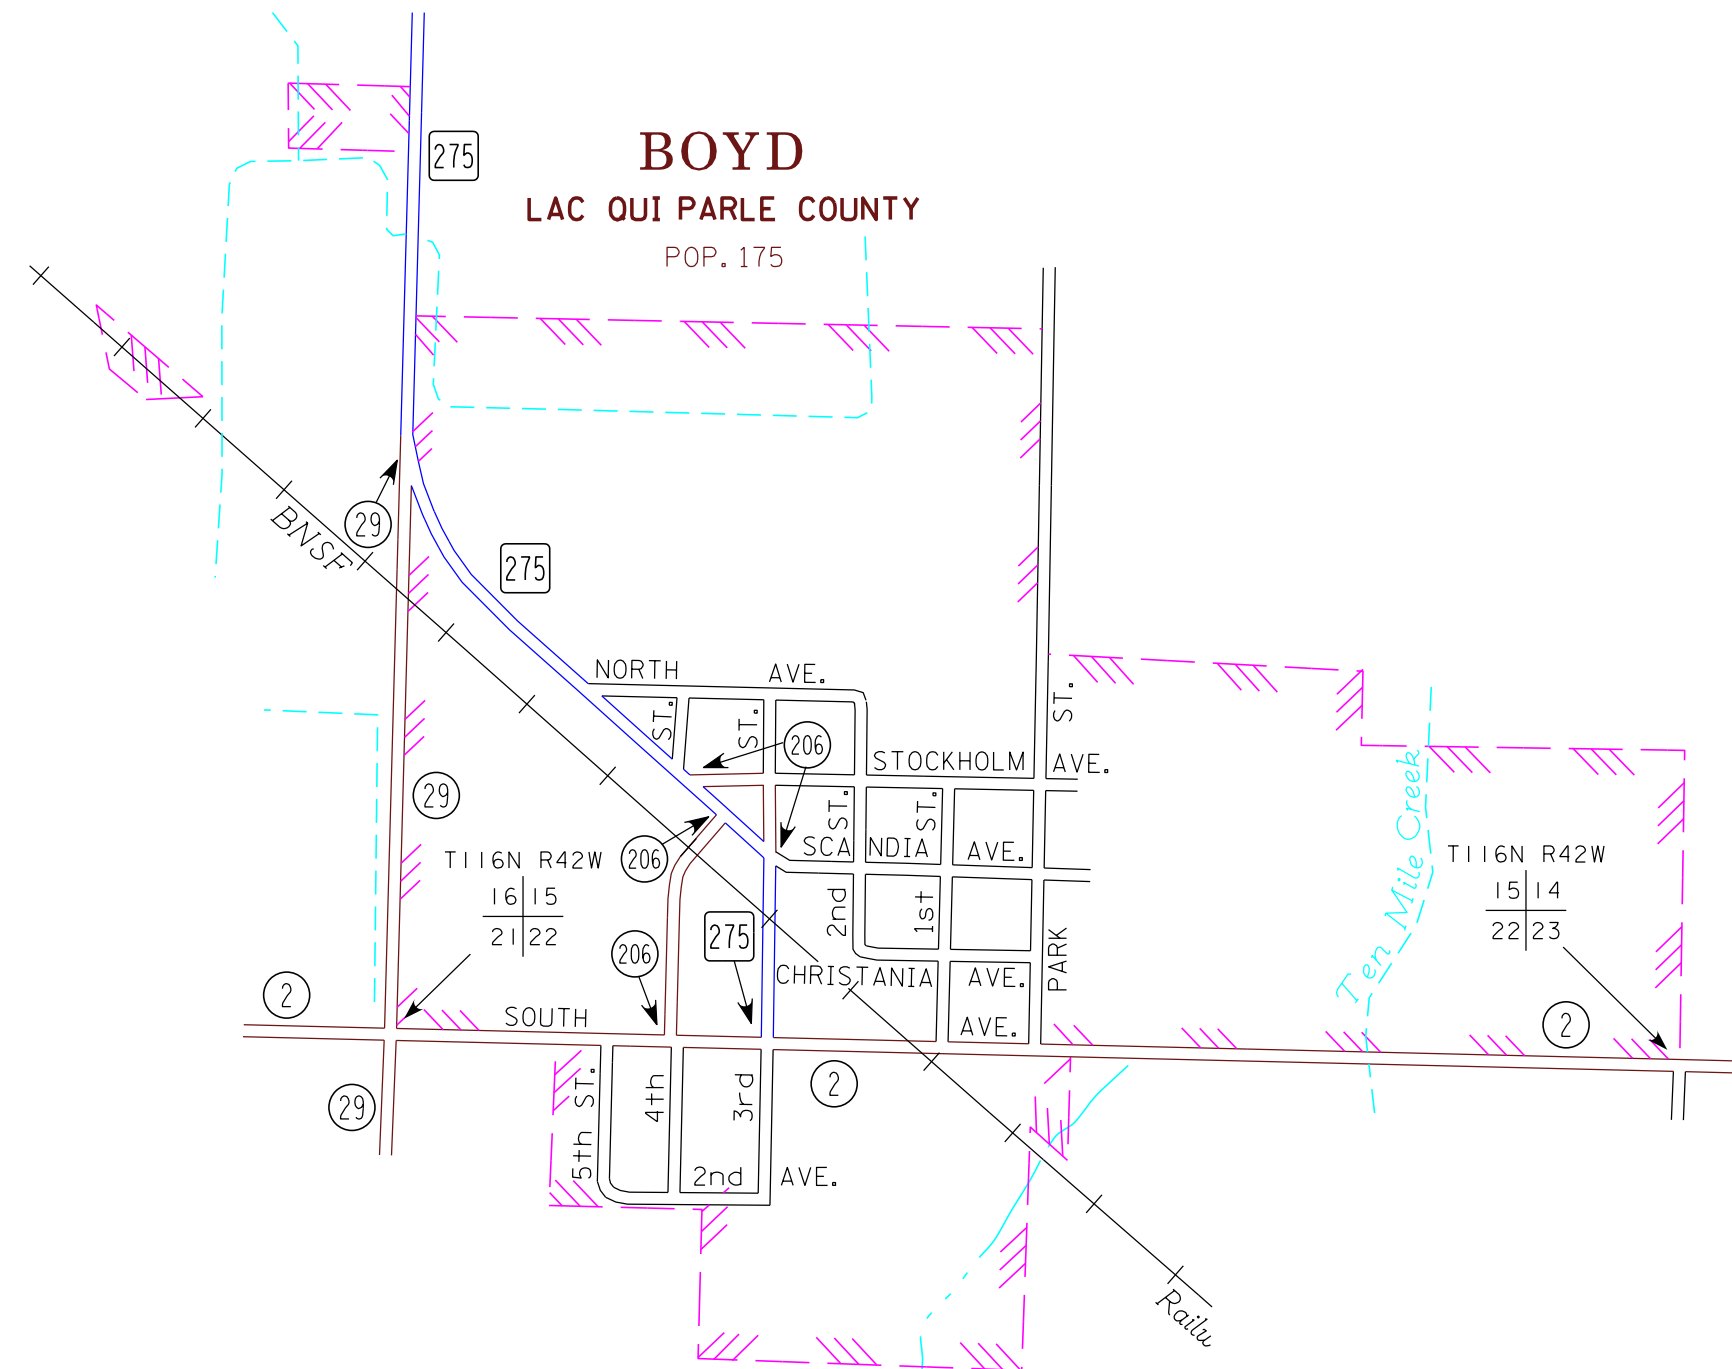 275
BOYD
LAC QUI PARLE COUNTY
POP. 175
29
BNSF
275
NORTH AVE.
ST.
ST.
ST.
206
STOCKHOLM AVE.
29
ST.
ST.
SCANDIA AVE.
206
T116N R42W
16 15
21 22
T116N R42W
15 14
22 23
Ten Mile Creek
2nd
1st
275
206
PARK
CHRISTANIA AVE.
2
SOUTH AVE.
2
29
5th ST.
4th
3rd
2
2nd AVE.
Railw